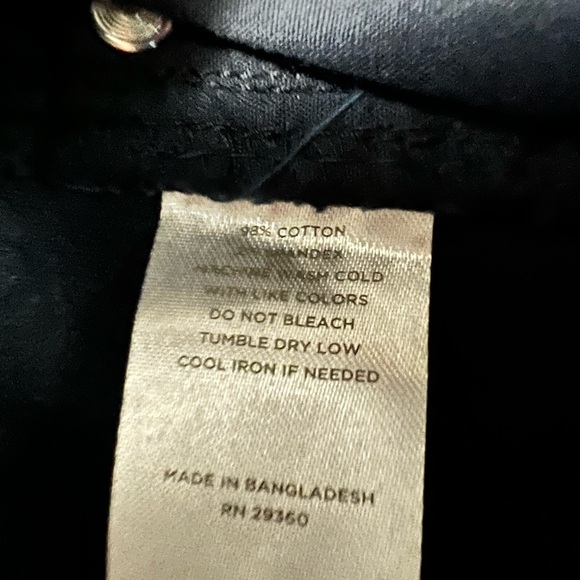 98% COTTON
SPANDEX
MACHINE WASH COLD
WITH LIKE COLORS
DO NOT BLEACH
TUMBLE DRY LOW
COOL IRON IF NEEDED
MADE IN BANGLADESH
RN 29360